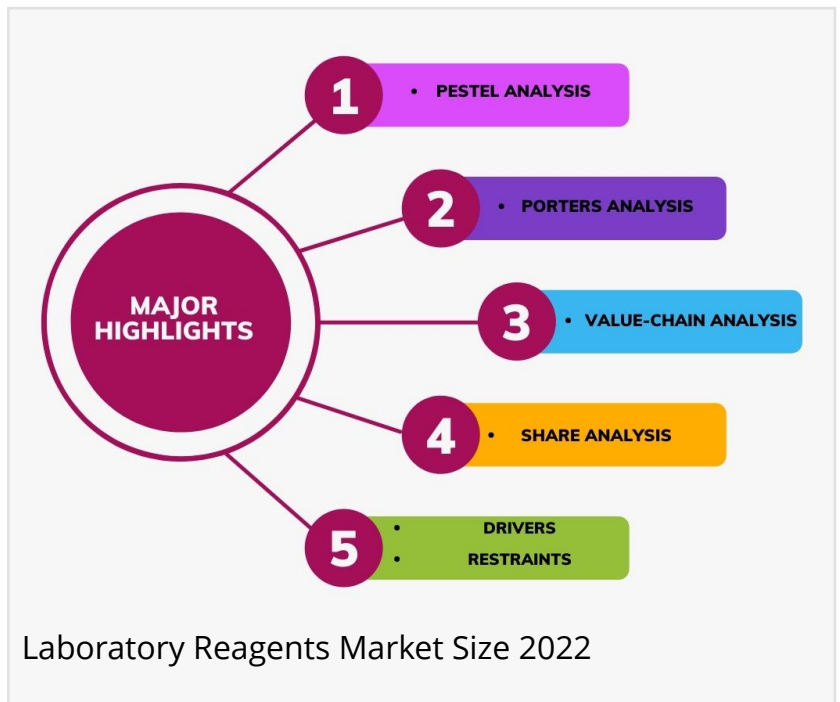 1
• PESTEL ANALYSIS
2
• PORTERS ANALYSIS
MAJOR
HIGHLIGHTS
3
• VALUE-CHAIN ANALYSIS
4
• SHARE ANALYSIS
5
• DRIVERS
• RESTRAINTS
Laboratory Reagents Market Size 2022